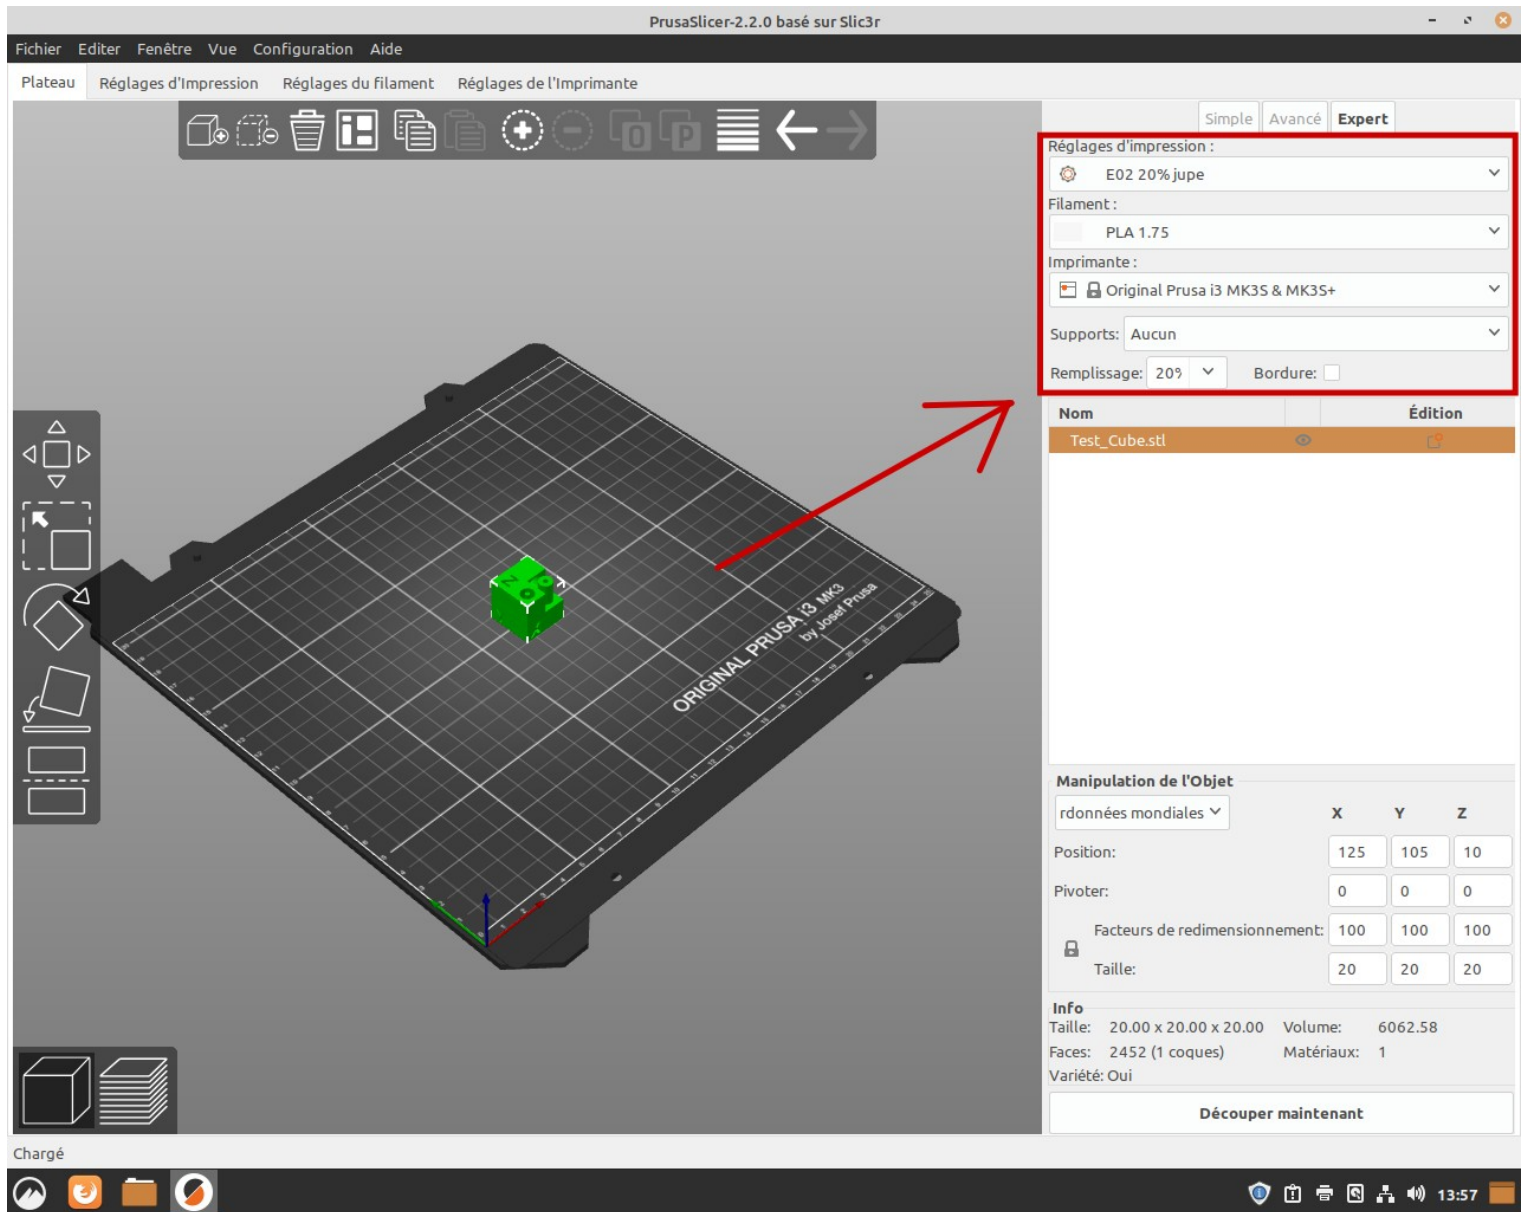 PrusaSlicer-2.2.0 basé sur Slic3r
Fichier Editer Fenêtre Vue Configuration Aide
Plateau Réglages d'Impression Réglages du filament Réglages de l'Imprimante
Simple Avancé Expert
Réglages d'impression :
E02 20% jupe
Filament :
PLA 1.75
Imprimante :
Original Prusa i3 MK3S & MK3S+
Supports: Aucun
Remplissage: 20% Bordure:
Nom Édition
Test_Cube.stl
ORIGINAL PRUSA i3 MK3
by Josef Prusa
Manipulation de l'Objet
rdonnées mondiales X Y Z
Position: 125 105 10
Pivoter: 0 0 0
Facteurs de redimensionnement: 100 100 100
Taille: 20 20 20
Info
Taille: 20.00 x 20.00 x 20.00 Volume: 6062.58
Faces: 2452 (1 coques) Matériaux: 1
Variété: Oui
Découper maintenant
Chargé
13:57